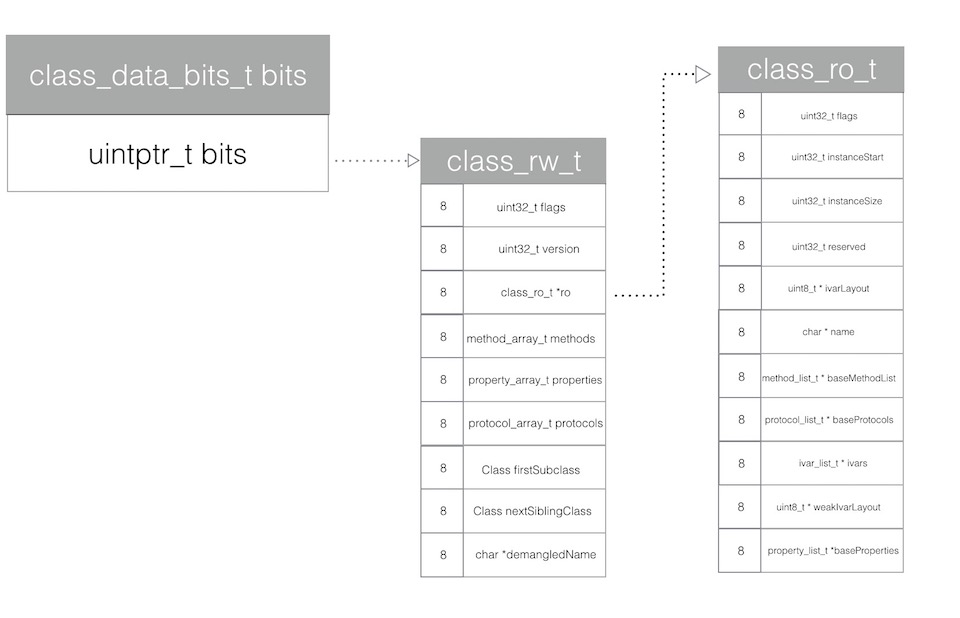 class_data_bits_t bits
uintptr_t bits
class_rw_t
8 uint32_t flags
8 uint32_t version
8 class_ro_t *ro
8 method_array_t methods
8 property_array_t properties
8 protocol_array_t protocols
8 Class firstSubclass
8 Class nextSiblingClass
8 char *demangledName
class_ro_t
8 uint32_t flags
8 uint32_t instanceStart
8 uint32_t instanceSize
8 uint32_t reserved
8 uint8_t * ivarLayout
8 char * name
8 method_list_t * baseMethodList
8 protocol_list_t * baseProtocols
8 ivar_list_t * ivars
8 uint8_t * weakIvarLayout
8 property_list_t *baseProperties